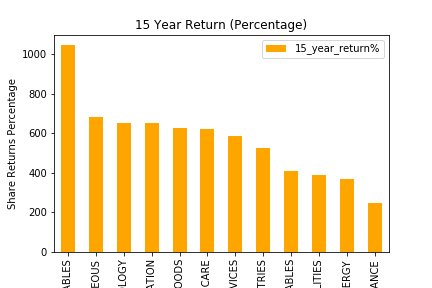 15 Year Return (Percentage)
15_year_return%
Share Returns Percentage
1000
800
600
400
200
0
ABLES
EOUS
LOGY
ATION
OODS
CARE
VICES
TRIES
ABLES
LITIES
ERGY
ANCE